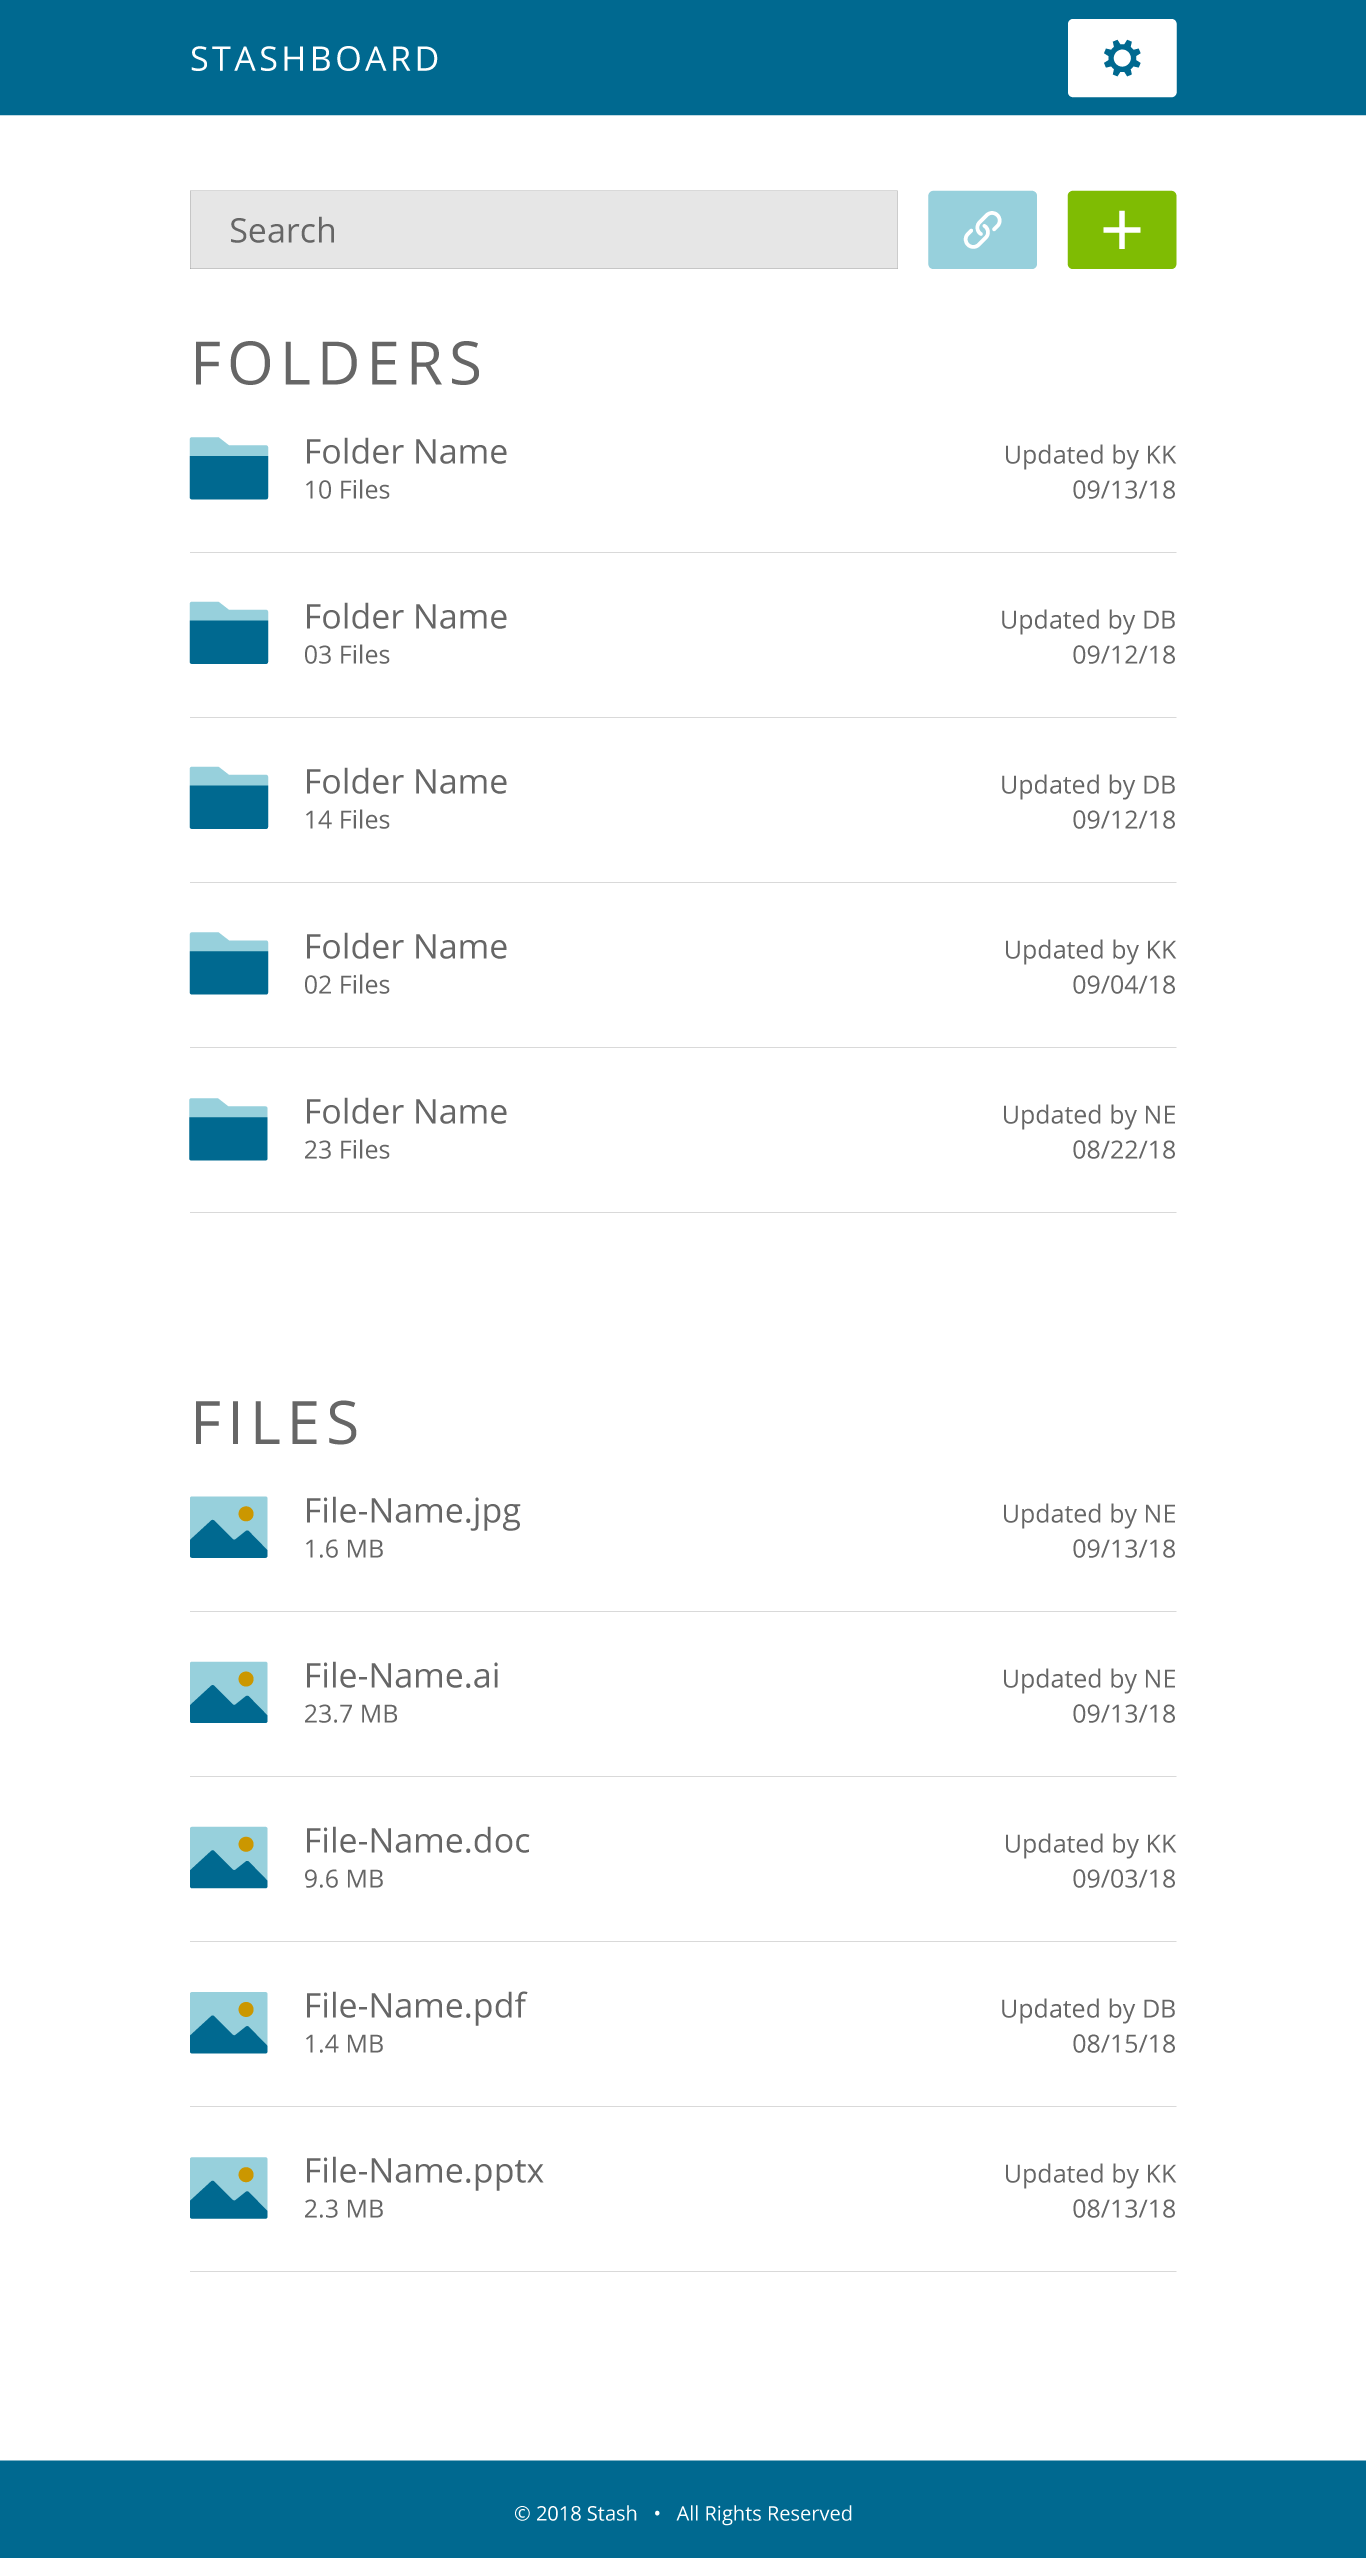 STASHBOARD
Search
FOLDERS
Folder Name
10 Files
Updated by KK
09/13/18
Folder Name
03 Files
Updated by DB
09/12/18
Folder Name
14 Files
Updated by DB
09/12/18
Folder Name
02 Files
Updated by KK
09/04/18
Folder Name
23 Files
Updated by NE
08/22/18
FILES
File-Name.jpg
1.6 MB
Updated by NE
09/13/18
File-Name.ai
23.7 MB
Updated by NE
09/13/18
File-Name.doc
9.6 MB
Updated by KK
09/03/18
File-Name.pdf
1.4 MB
Updated by DB
08/15/18
File-Name.pptx
2.3 MB
Updated by KK
08/13/18
© 2018 Stash • All Rights Reserved